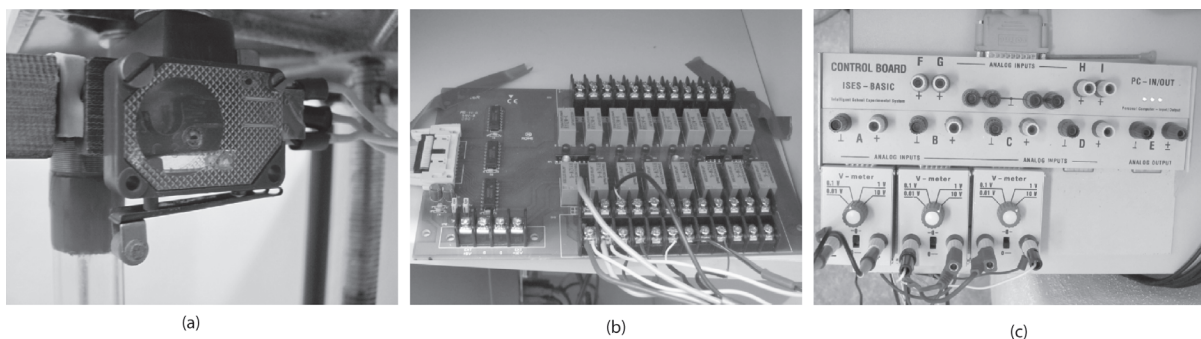 F G ANALOG INPUTS H I
CONTROL BOARD
ISES-BASIC
PC-IN/OUT
+ + ⊥ + +
⊥ A + ⊥ B + ⊥ C + ⊥ D + ⊥ E ±
ANALOG INPUTS ANALOG INPUTS ANALOG OUTPUT
V-meter V-meter V-meter
0.1 V 1 V 0.1 V 1 V 0.1 V 1 V
0.01 V 10 V 0.01 V 10 V 0.01 V 10 V
(a) (b) (c)